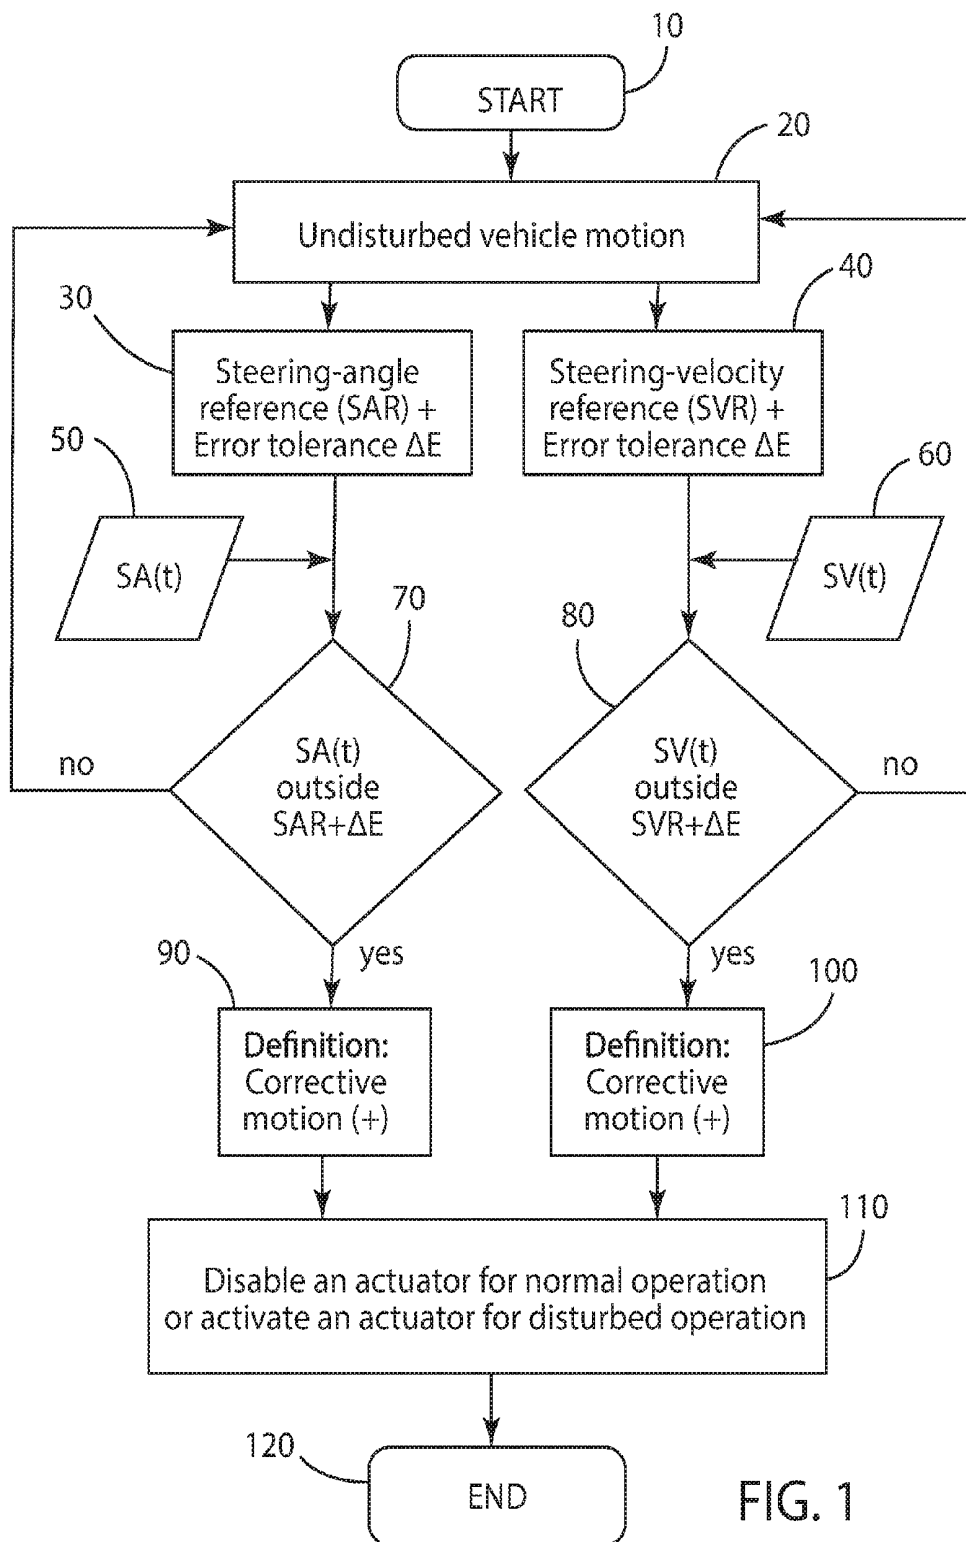 10
START
20
Undisturbed vehicle motion
30
40
Steering-angle
reference (SAR) +
Error tolerance ΔE
Steering-velocity
reference (SVR) +
Error tolerance ΔE
50
60
SA(t)
SV(t)
70
80
SA(t)
outside
SAR+ΔE
no
SV(t)
outside
SVR+ΔE
no
yes
yes
90
100
Definition:
Corrective
motion (+)
Definition:
Corrective
motion (+)
110
Disable an actuator for normal operation
or activate an actuator for disturbed operation
120
END
FIG. 1